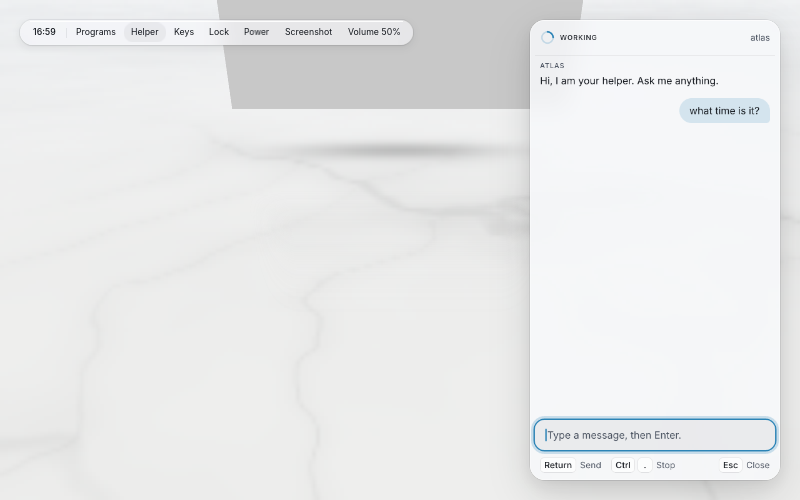 16:59 Programs Helper Keys Lock Power Screenshot Volume 50%
WORKING atlas
ATLAS
Hi, I am your helper. Ask me anything.
what time is it?
Type a message, then Enter.
Return Send Ctrl . Stop Esc Close